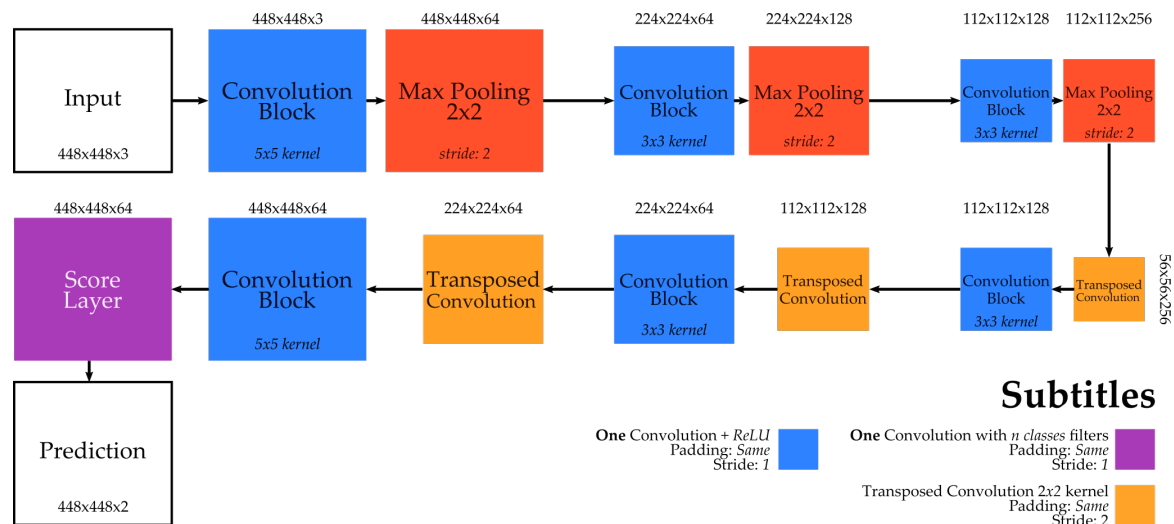 448x448x3
448x448x64
224x224x64
224x224x128
112x112x128
112x112x256
Input
448x448x3
Convolution
Block
5x5 kernel
Max Pooling
2x2
stride: 2
Convolution
Block
3x3 kernel
Max Pooling
2x2
stride: 2
Convolution
Block
3x3 kernel
Max Pooling
2x2
stride: 2
448x448x64
448x448x64
224x224x64
224x224x64
112x112x128
112x112x128
Score
Layer
Convolution
Block
5x5 kernel
Transposed
Convolution
Convolution
Block
3x3 kernel
Transposed
Convolution
Convolution
Block
3x3 kernel
Transposed
Convolution
56x56x256
Prediction
448x448x2
Subtitles
One Convolution + ReLU
Padding: Same
Stride: 1
One Convolution with n classes filters
Padding: Same
Stride: 1
Transposed Convolution 2x2 kernel
Padding: Same
Stride: 2